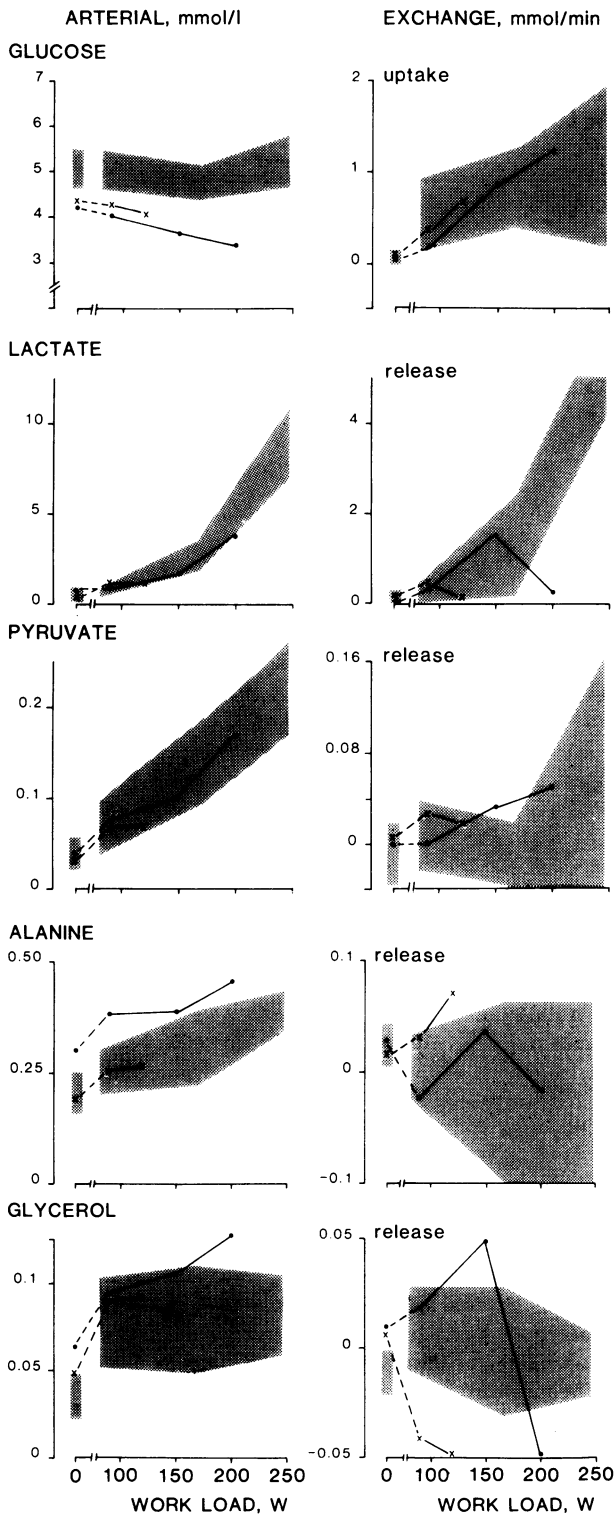 ARTERIAL, mmol/l EXCHANGE, mmol/min
GLUCOSE
7
6
5
4
3
uptake
2
1
0
LACTATE
10
5
0
release
4
2
0
PYRUVATE
0.2
0.1
0
release
0.16
0.08
0
ALANINE
0.50
0.25
0
release
0.1
0
-0.1
GLYCEROL
0.1
0.05
0
release
0.05
0
-0.05
0 100 150 200 250
WORK LOAD, W
0 100 150 200 250
WORK LOAD, W